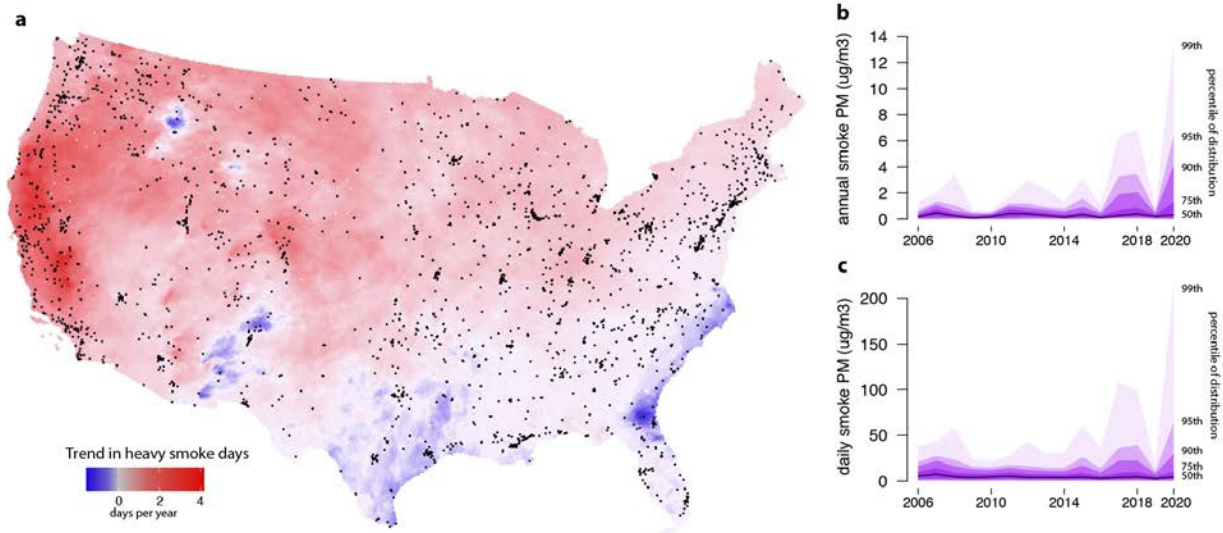 a
Trend in heavy smoke days
0 2 4
days per year
b
annual smoke PM (ug/m3)
14
12
10
8
6
4
2
0
2006 2010 2014 2018 2020
99th
95th
90th
75th
50th
percentile of distribution
c
daily smoke PM (ug/m3)
200
150
100
50
0
2006 2010 2014 2018 2020
99th
95th
90th
75th
50th
percentile of distribution